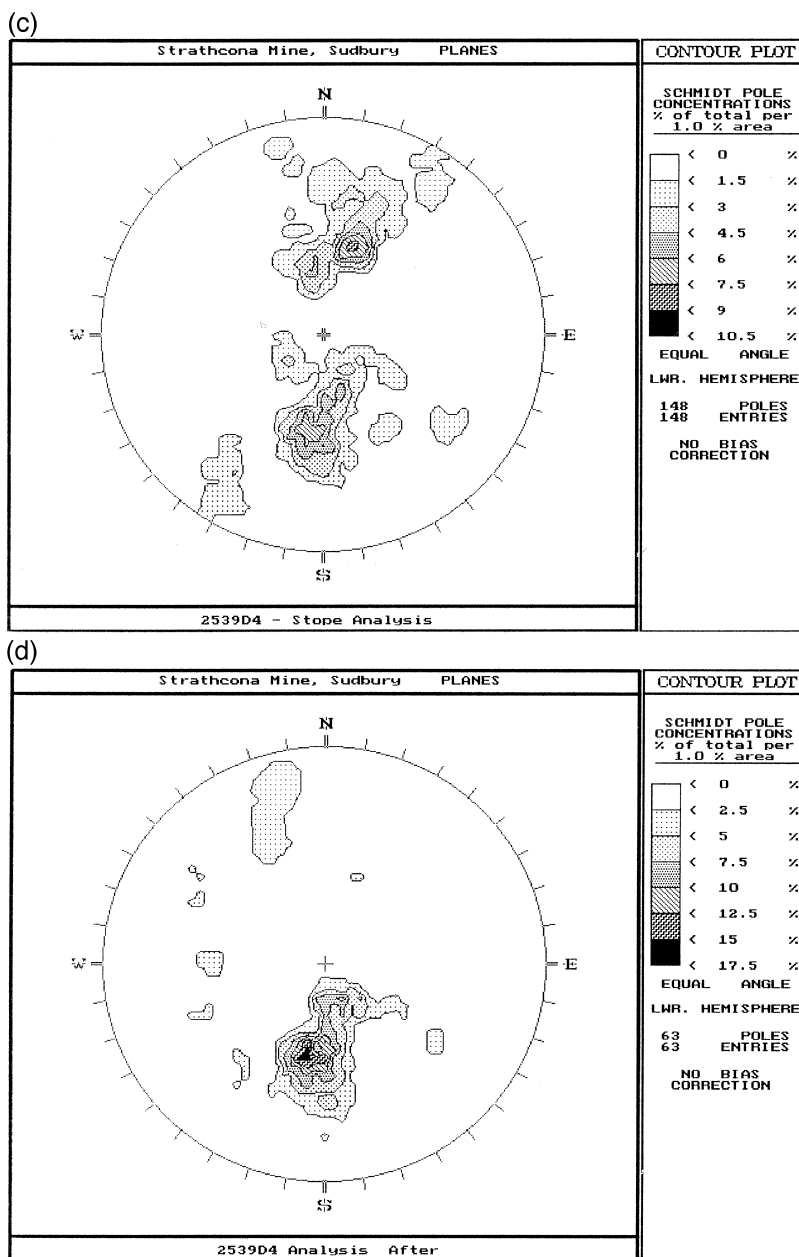 (c)
Strathcona Mine, Sudbury PLANES
CONTOUR PLOT
N
W
E
S
SCHMIDT POLE
CONCENTRATIONS
% of total per
1.0 % area
< 0 %
< 1.5 %
< 3 %
< 4.5 %
< 6 %
< 7.5 %
< 9 %
< 10.5 %
EQUAL ANGLE
LWR. HEMISPHERE
148 POLES
148 ENTRIES
NO BIAS
CORRECTION
2539D4 - Stope Analysis
(d)
Strathcona Mine, Sudbury PLANES
CONTOUR PLOT
N
W
E
S
SCHMIDT POLE
CONCENTRATIONS
% of total per
1.0 % area
< 0 %
< 2.5 %
< 5 %
< 7.5 %
< 10 %
< 12.5 %
< 15 %
< 17.5 %
EQUAL ANGLE
LWR. HEMISPHERE
63 POLES
63 ENTRIES
NO BIAS
CORRECTION
2539D4 Analysis After